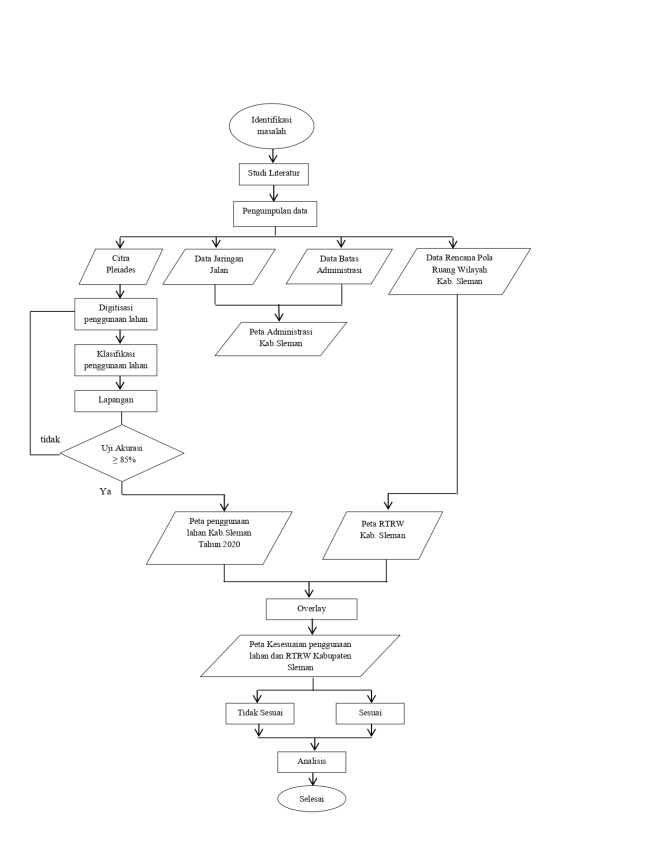 Identifikasi
masalah
Studi Literatur
Pengumpulan data
Citra
Pleiades
Data Jaringan
Jalan
Data Batas
Administrasi
Data Rencana Pola
Ruang Wilayah
Kab. Sleman
Digitisasi
penggunaan lahan
Peta Administrasi
Kab.Sleman
Klasifikasi
penggunaan lahan
Lapangan
tidak
Uji Akurasi
≥ 85%
Ya
Peta penggunaan
lahan Kab.Sleman
Tahun 2020
Peta RTRW
Kab. Sleman
Overlay
Peta Kesesuaian penggunaan
lahan dan RTRW Kabupaten
Sleman
Tidak Sesuai
Sesuai
Analisis
Selesai